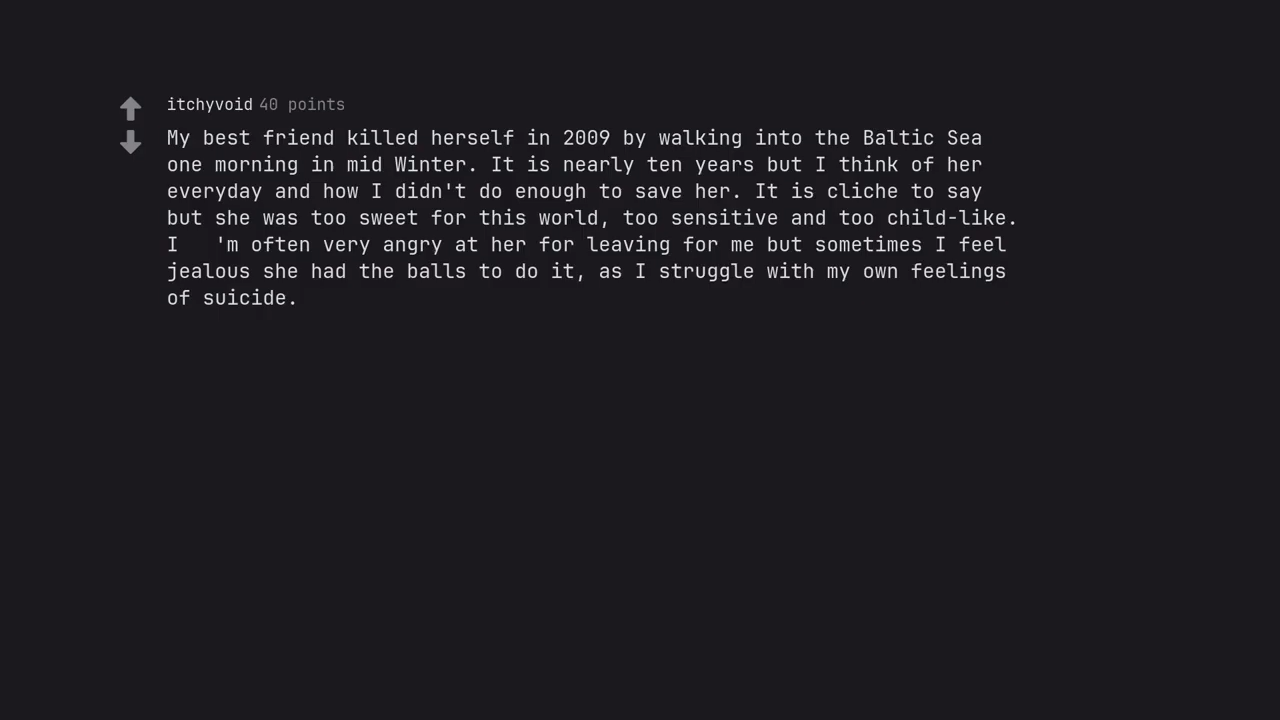 itchyvoid 40 points
My best friend killed herself in 2009 by walking into the Baltic Sea
one morning in mid Winter. It is nearly ten years but I think of her
everyday and how I didn't do enough to save her. It is cliche to say
but she was too sweet for this world, too sensitive and too child-like.
I   'm often very angry at her for leaving for me but sometimes I feel
jealous she had the balls to do it, as I struggle with my own feelings
of suicide.